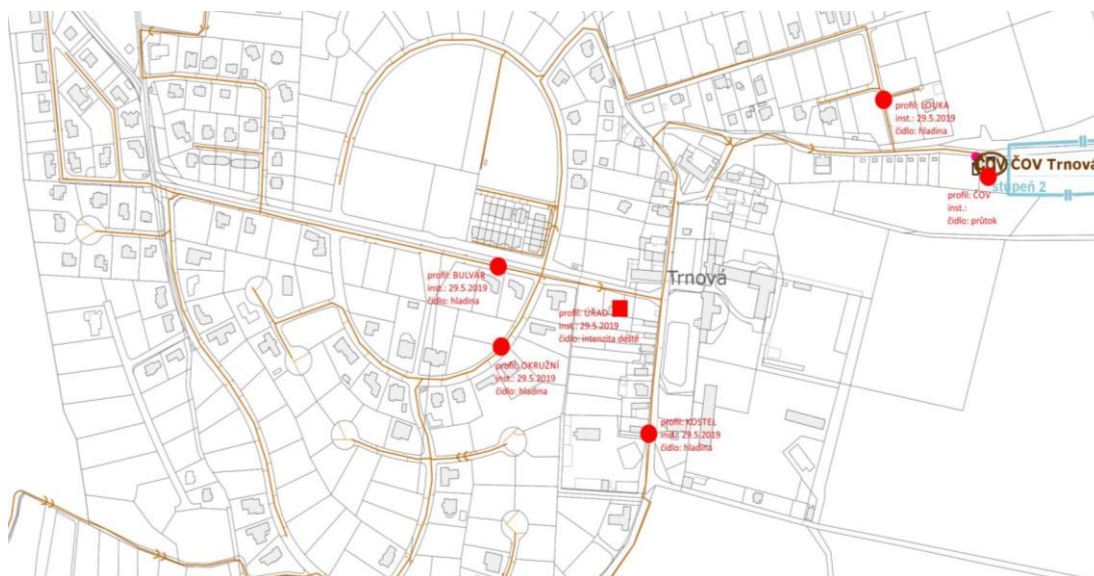 profil: LOUKA
inst.: 29.5.2019
čidlo: hladina
ČOV ČOV Trnová
stupeň 2
profil: ČOV
inst.:
čidlo: průtok
Trnová
profil: BULVÁR
inst.: 29.5.2019
čidlo: hladina
profil: ÚŘAD
inst.: 29.5.2019
čidlo: intenzita deště
profil: OKRUŽNÍ
inst.: 29.5.2019
čidlo: hladina
profil: KOSTEL
inst.: 29.5.2019
čidlo: hladina